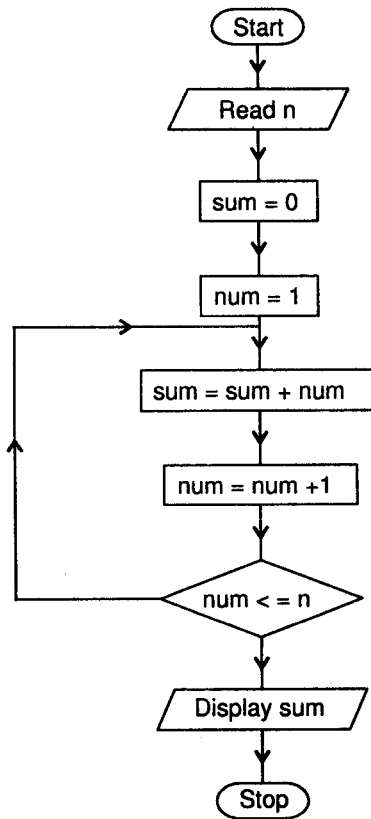 Start
Read n
sum = 0
num = 1
sum = sum + num
num = num +1
num < = n
Display sum
Stop